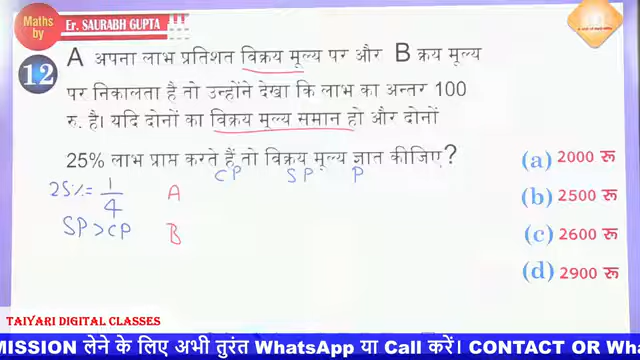 Maths
by
Er. SAURABH GUPTA
12
A अपना लाभ प्रतिशत विक्रय मूल्य पर और B क्रय मूल्य
पर निकालता है तो उन्होंने देखा कि लाभ का अन्तर 100
रु. है। यदि दोनों का विक्रय मूल्य समान हो और दोनों
25% लाभ प्राप्त करते हैं तो विक्रय मूल्य ज्ञात कीजिए?
(a) 2000 रू
(b) 2500 रू
(c) 2600 रू
(d) 2900 रू
CP SP P
25% = 1/4 A
SP > CP B
TAIYARI DIGITAL CLASSES
MISSION लेने के लिए अभी तुरंत WhatsApp या Call करें। CONTACT OR Wha